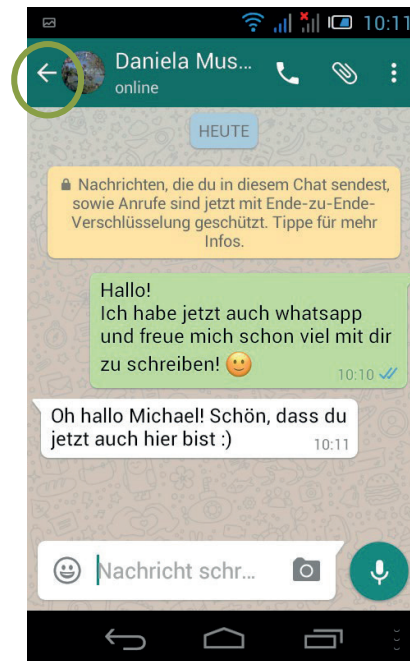 10:11
Daniela Mus...
online
HEUTE
Nachrichten, die du in diesem Chat sendest,
sowie Anrufe sind jetzt mit Ende-zu-Ende-
Verschlüsselung geschützt. Tippe für mehr
Infos.
Hallo!
Ich habe jetzt auch whatsapp
und freue mich schon viel mit dir
zu schreiben! 🙂
10:10
Oh hallo Michael! Schön, dass du
jetzt auch hier bist :)
10:11
Nachricht schr...